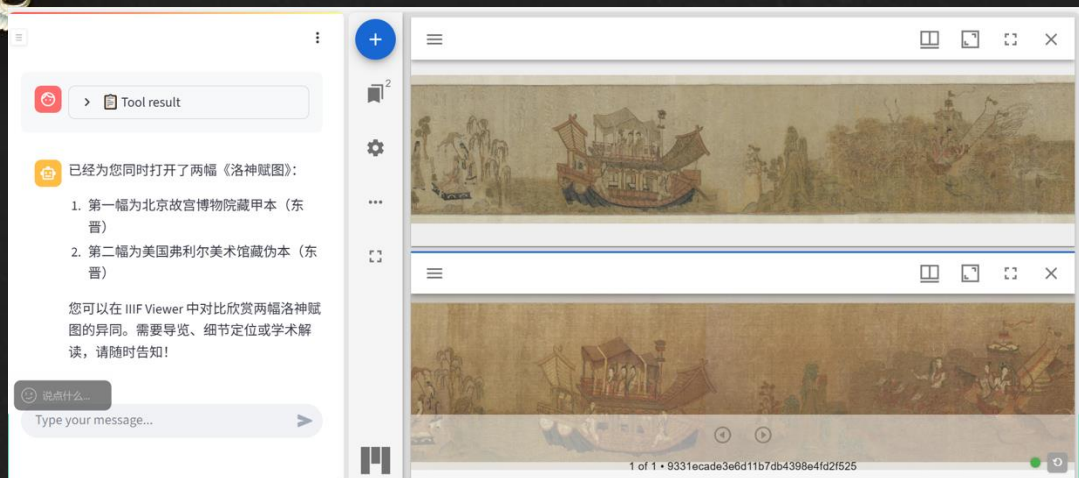 Tool result
已经为您同时打开了两幅《洛神赋图》:
1. 第一幅为北京故宫博物院藏甲本（东
晋）
2. 第二幅为美国弗利尔美术馆藏伪本（东
晋）
您可以在 IIIF Viewer 中对比欣赏两幅洛神赋
图的异同。需要导览、细节定位或学术解
读，请随时告知！
说点什么...
Type your message...
2
1 of 1 • 9331ecade3e6d11b7db4398e4fd2f525